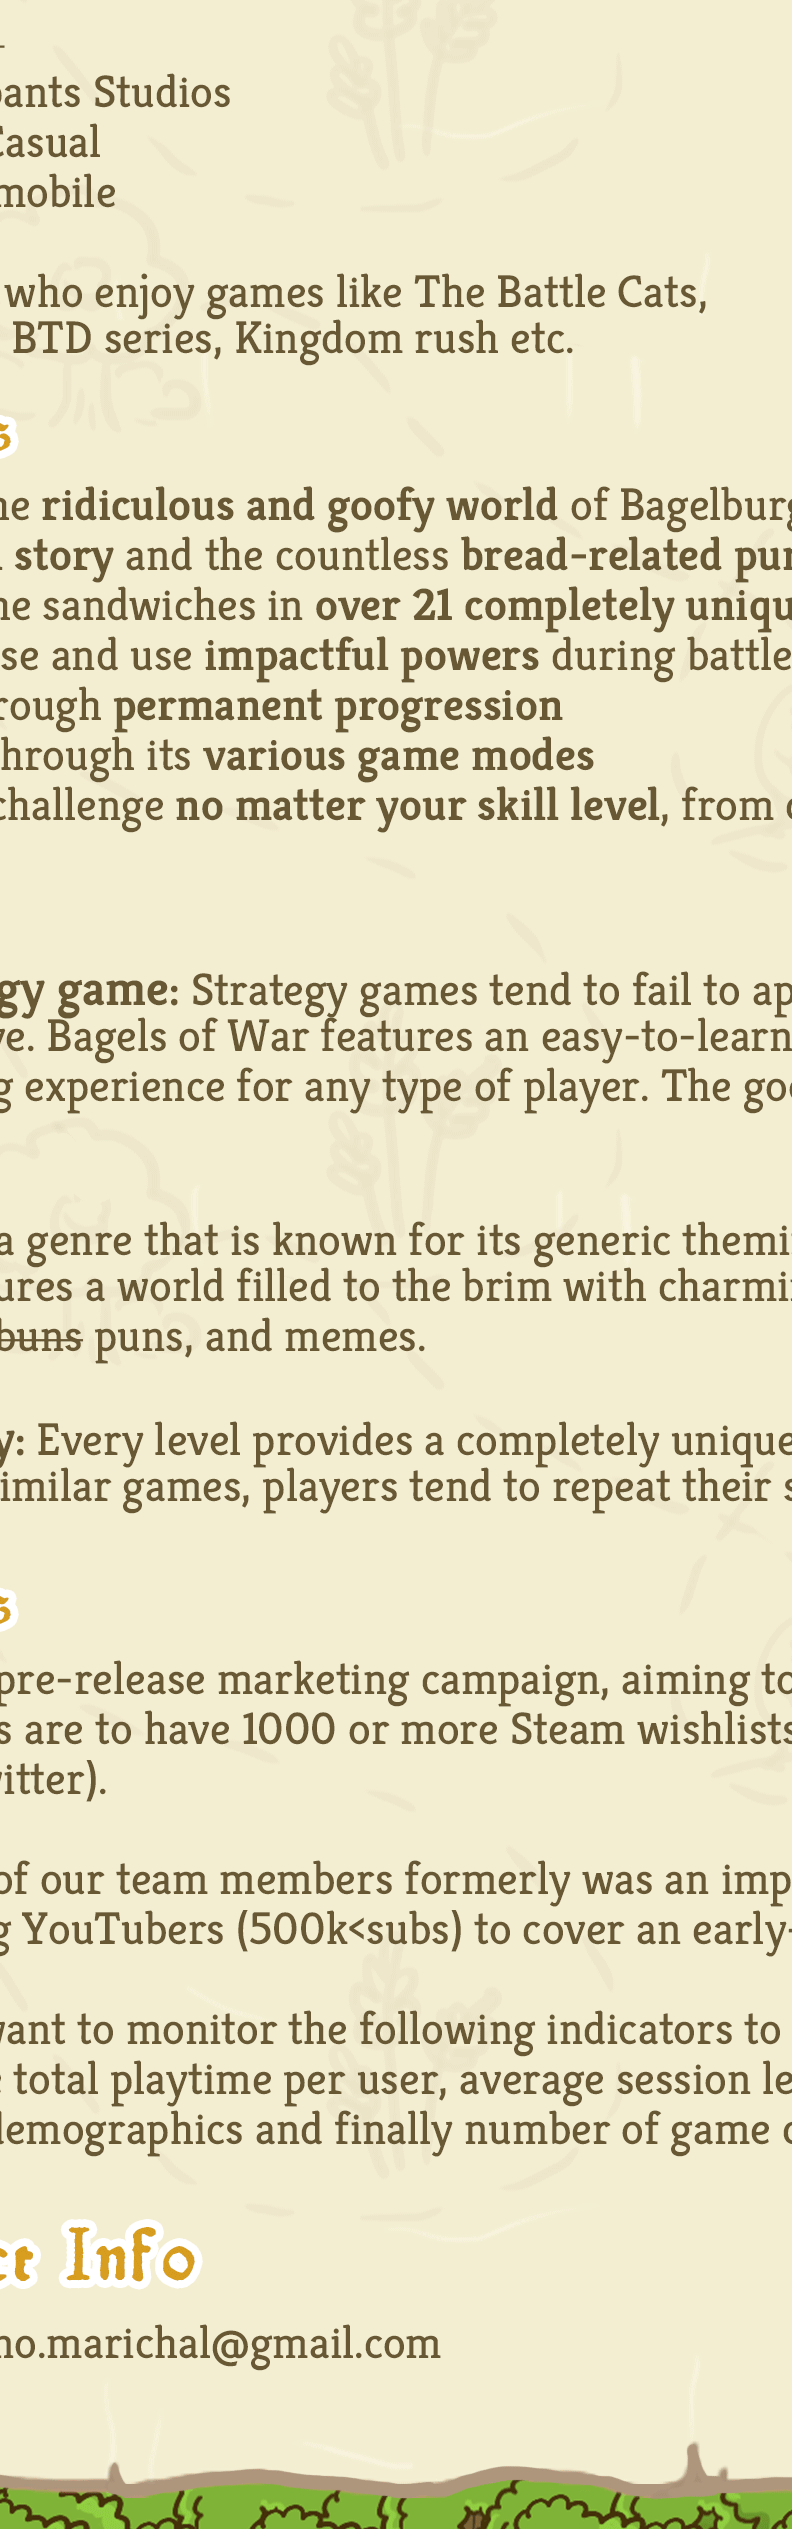 pants Studios
Casual
mobile
who enjoy games like The Battle Cats,
BTD series, Kingdom rush etc.
s
ne ridiculous and goofy world of Bagelburg
story and the countless bread-related pun
ne sandwiches in over 21 completely uniqu
se and use impactful powers during battle
rough permanent progression
hrough its various game modes
challenge no matter your skill level, from c
gy game: Strategy games tend to fail to ap
ve. Bagels of War features an easy-to-learn
g experience for any type of player. The goo
a genre that is known for its generic themi
ures a world filled to the brim with charmin
buns puns, and memes.
y: Every level provides a completely unique
imilar games, players tend to repeat their s
s
pre-release marketing campaign, aiming to
s are to have 1000 or more Steam wishlists
witter).
of our team members formerly was an imp
g YouTubers (500k<subs) to cover an early-
want to monitor the following indicators to
e total playtime per user, average session le
demographics and finally number of game c
ct Info
no.marichal@gmail.com